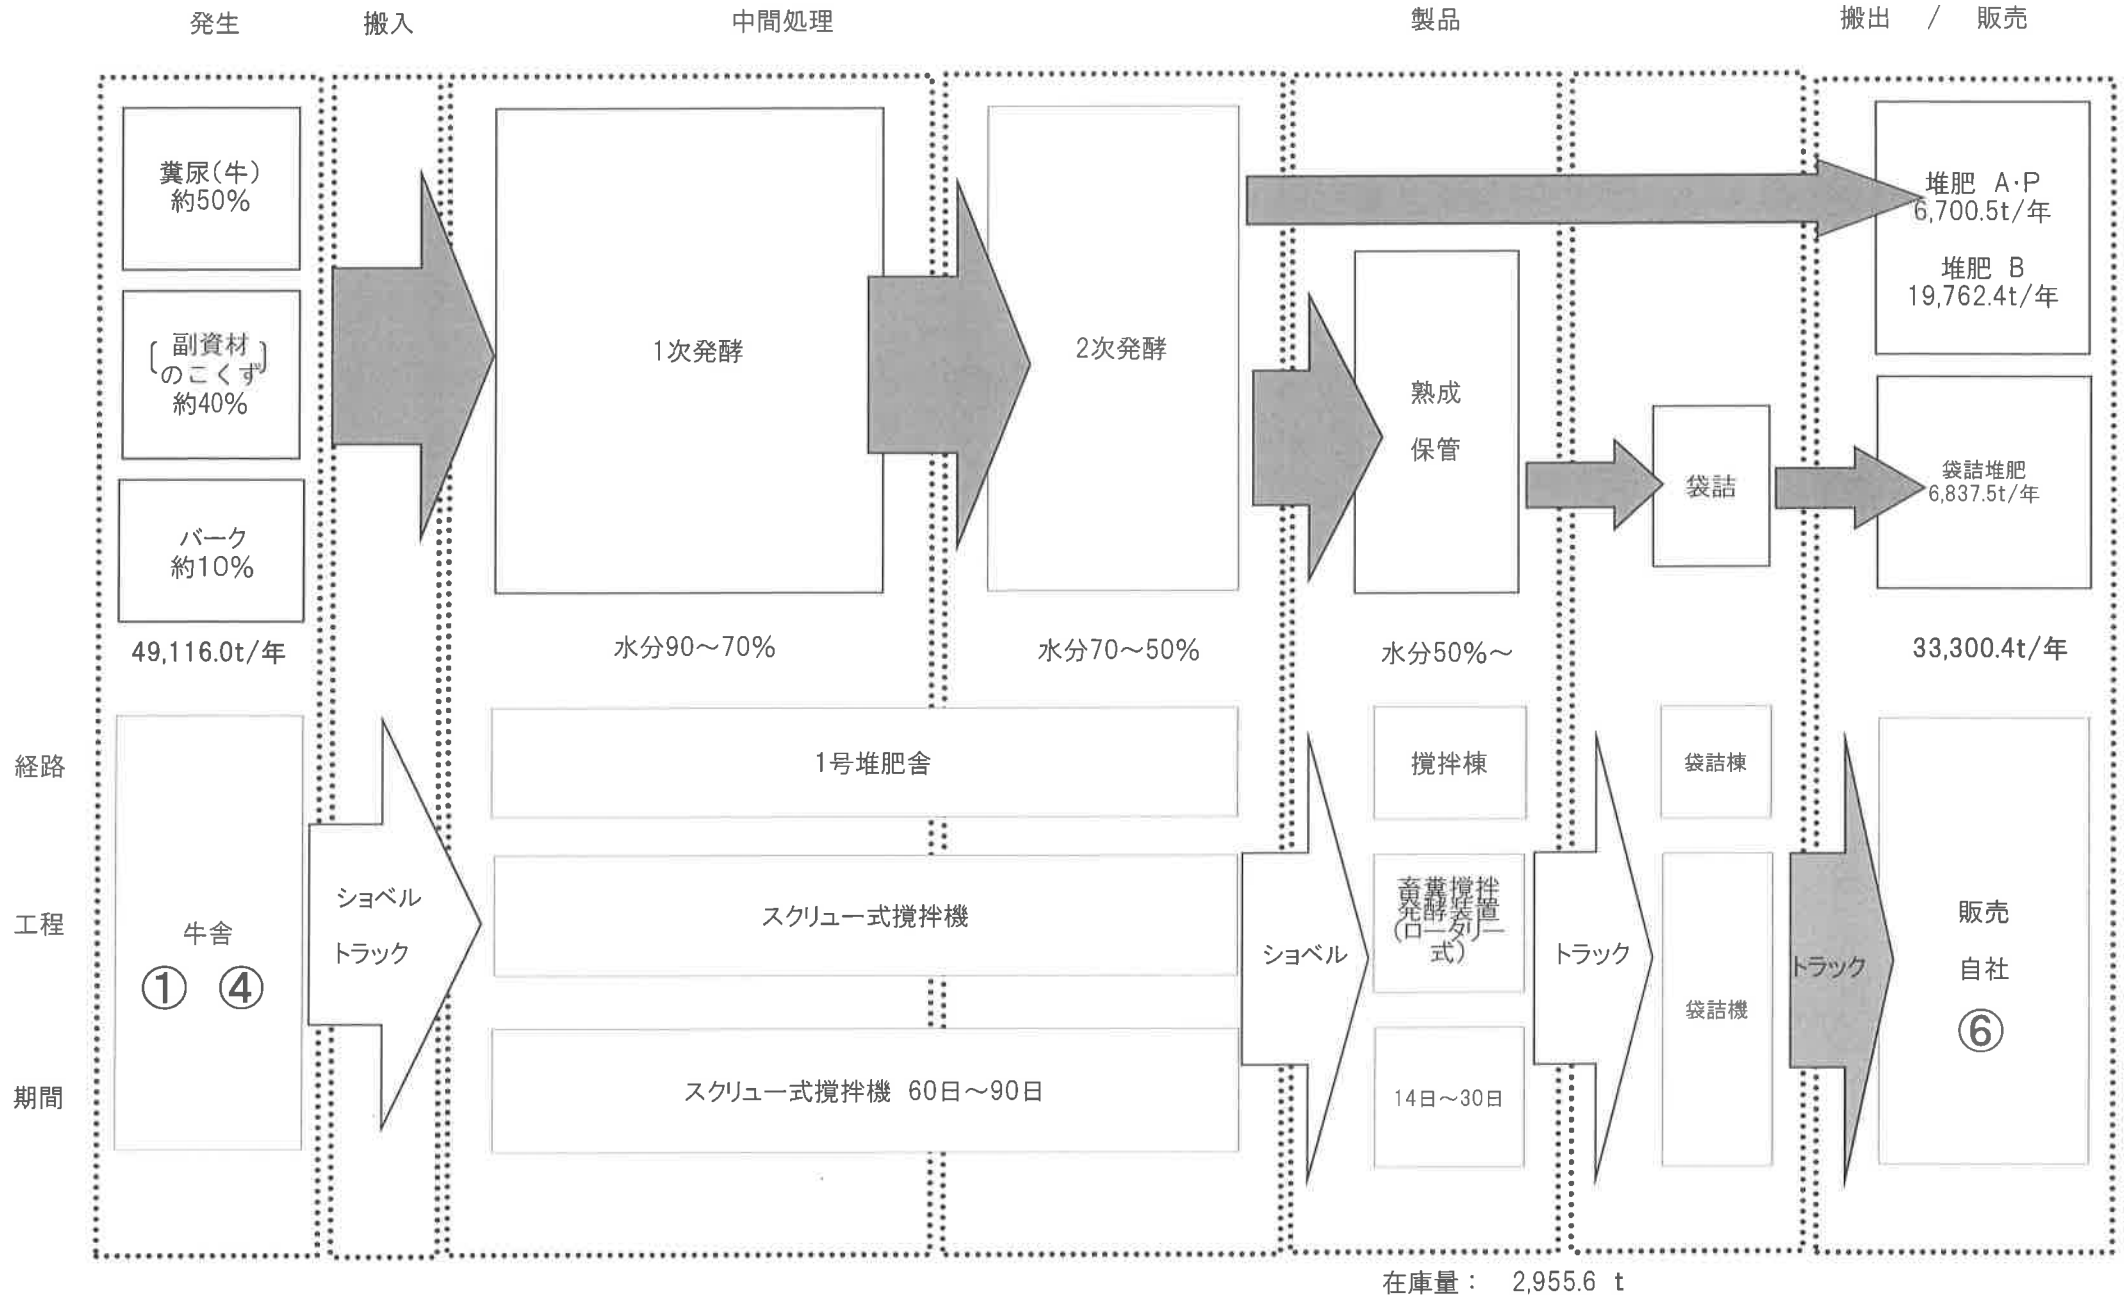 発生 搬入 中間処理 製品 搬出 / 販売
糞尿(牛)
約50%
副資材
のこくず
約40%
バーク
約10%
49,116.0t/年
1次発酵
水分90～70%
2次発酵
水分70～50%
熟成
保管
水分50%～
袋詰
堆肥 A・P
6,700.5t/年
堆肥 B
19,762.4t/年
袋詰堆肥
6,837.5t/年
33,300.4t/年
経路
工程
期間
牛舎
① ④
ショベル
トラック
1号堆肥舎
スクリュー式攪拌機
スクリュー式攪拌機 60日～90日
ショベル
攪拌棟
畜糞攪拌
発酵装置
(ロータリー
式)
14日～30日
トラック
袋詰棟
袋詰機
トラック
販売
自社
⑥
在庫量： 2,955.6 t